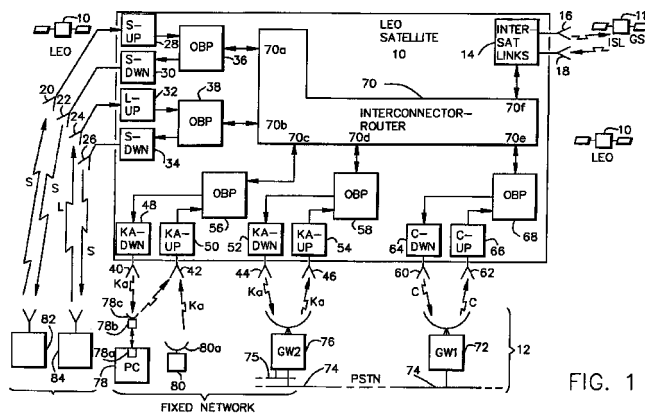 10
LEO
S-UP
28
S-DWN
30
L-UP
32
S-DWN
34
OBP
36
OBP
38
20
22
24
26
LEO SATELLITE
10
14
INTER SAT LINKS
16
18
ISL
11
GSO
70
70a
70b
70c
70d
70e
70f
INTERCONNECTOR-ROUTER
10
LEO
OBP
56
OBP
58
OBP
68
KA-DWN
48
KA-UP
50
52
KA-DWN
KA-UP
54
64
C-DWN
C-UP
66
40
42
44
46
60
62
S
S
L
S
Ka
Ka
Ka
Ka
C
C
78c
78b
78a
PC
78
80a
80
82
84
GW2
76
75
74
PSTN
GW1
72
74
12
FIXED NETWORK
FIG. 1